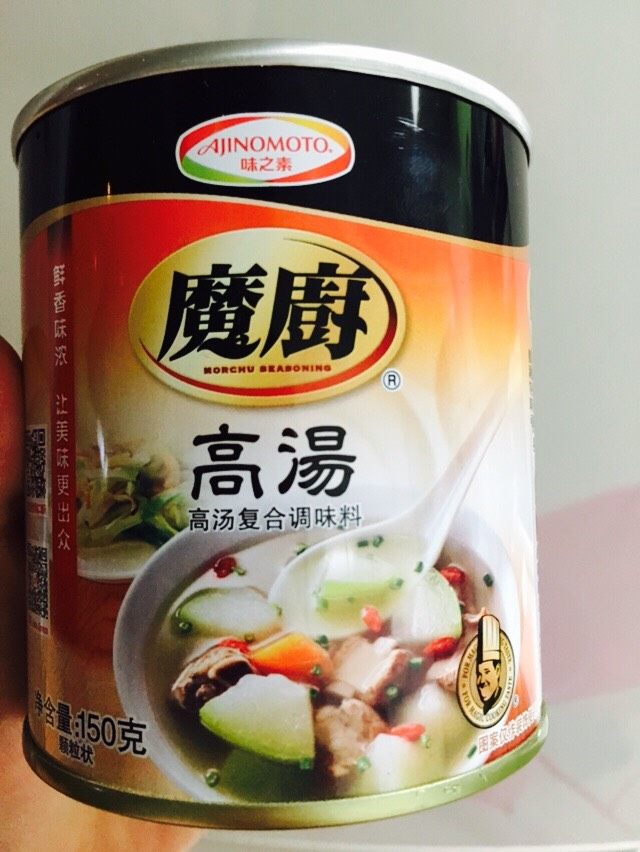 AJINOMOTO®
味之素
魔廚
MORCHU SEASONING
®
高湯
高汤复合调味料
鲜香味浓 让美味更出众
净含量:150克
颗粒状